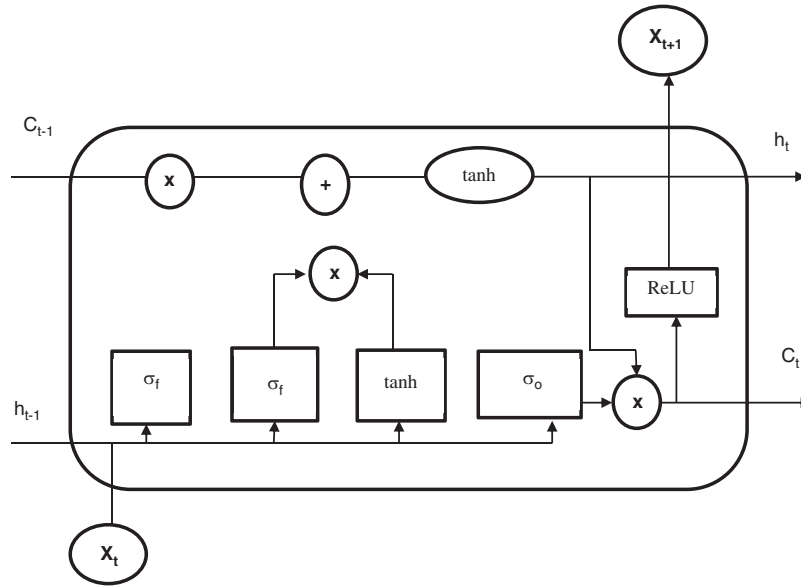 X_{t+1}
C_{t-1}
h_t
x
+
tanh
x
ReLU
σ_f
σ_f
tanh
σ_o
x
C_t
h_{t-1}
X_t